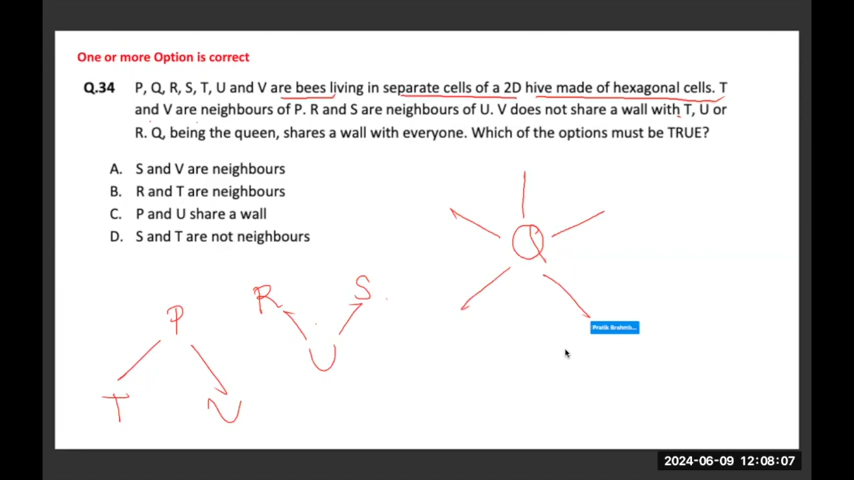 One or more Option is correct
Q.34 P, Q, R, S, T, U and V are bees living in separate cells of a 2D hive made of hexagonal cells. T
and V are neighbours of P. R and S are neighbours of U. V does not share a wall with T, U or
R. Q, being the queen, shares a wall with everyone. Which of the options must be TRUE?
A. S and V are neighbours
B. R and T are neighbours
C. P and U share a wall
D. S and T are not neighbours
Q
R S
P
Pratik Brahmb...
U
T V
2024-06-09 12:08:07